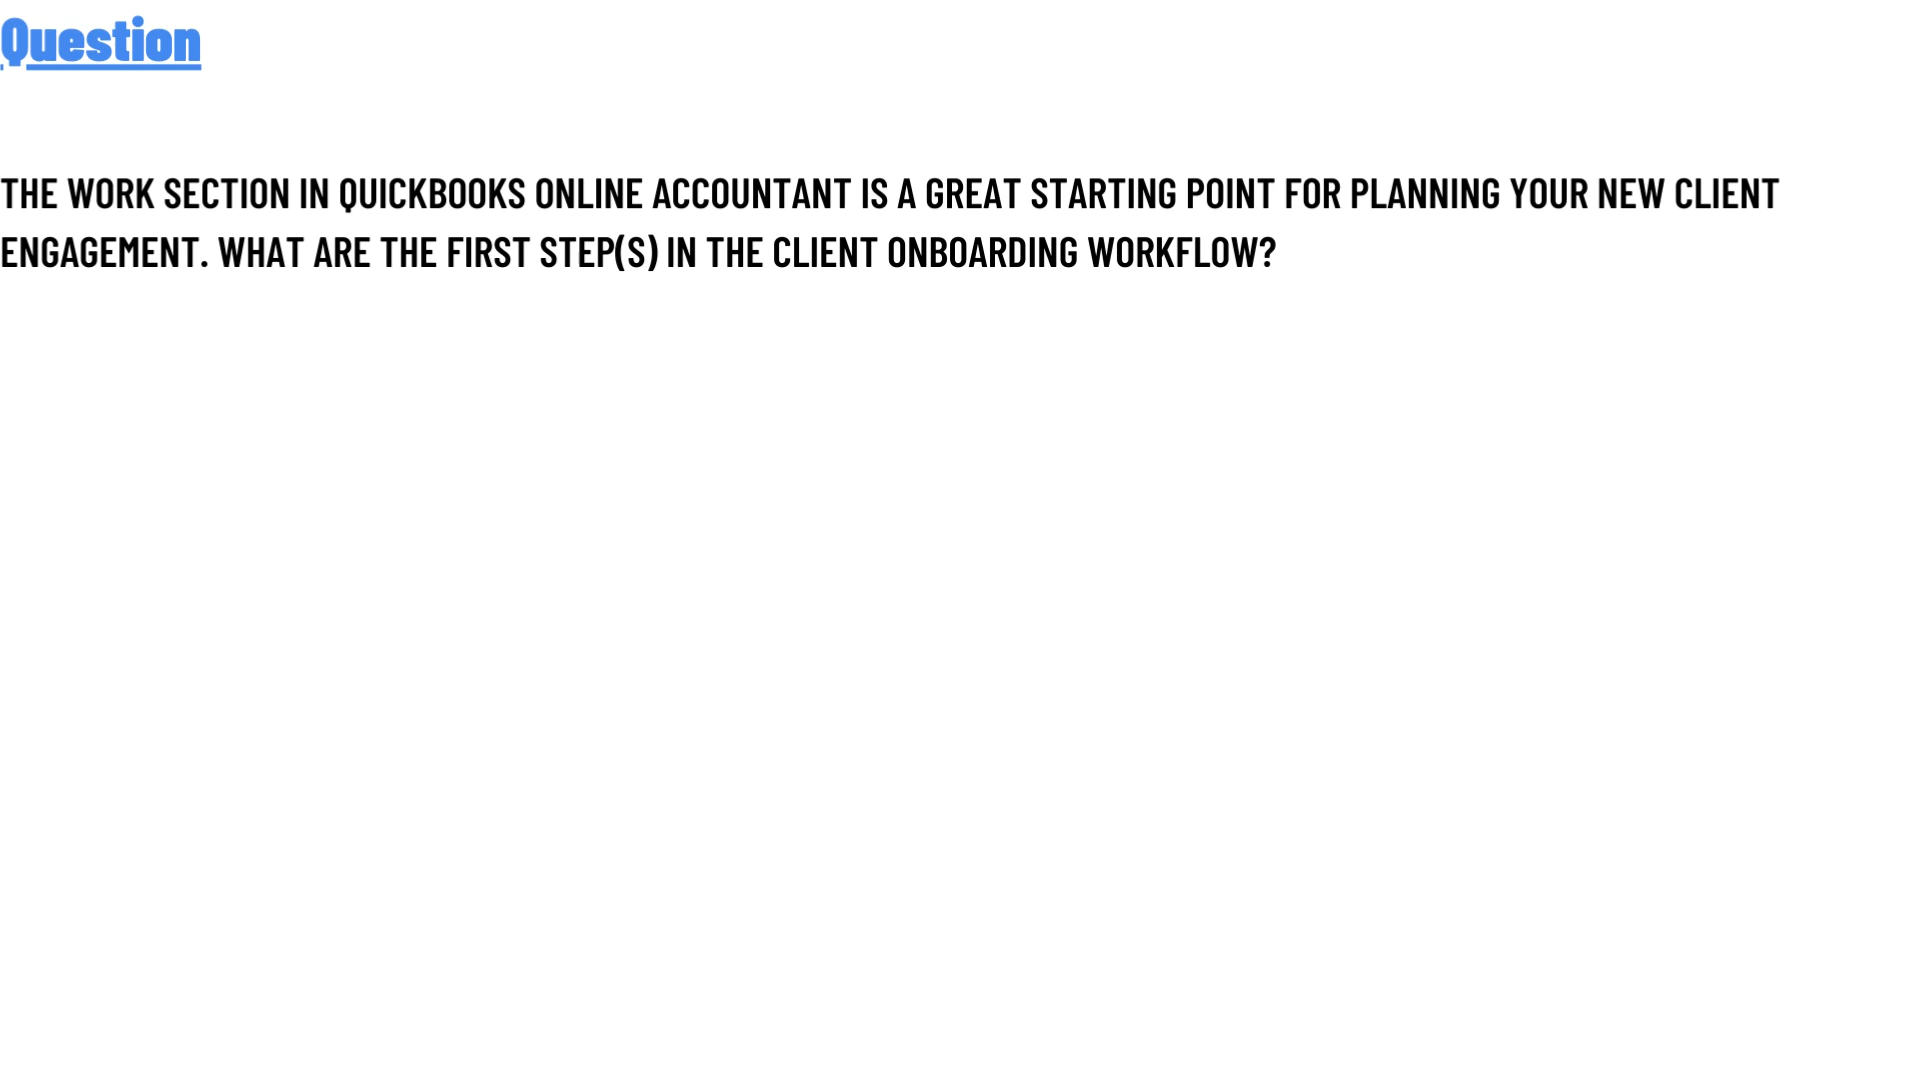 Question
THE WORK SECTION IN QUICKBOOKS ONLINE ACCOUNTANT IS A GREAT STARTING POINT FOR PLANNING YOUR NEW CLIENT
ENGAGEMENT. WHAT ARE THE FIRST STEP(S) IN THE CLIENT ONBOARDING WORKFLOW?